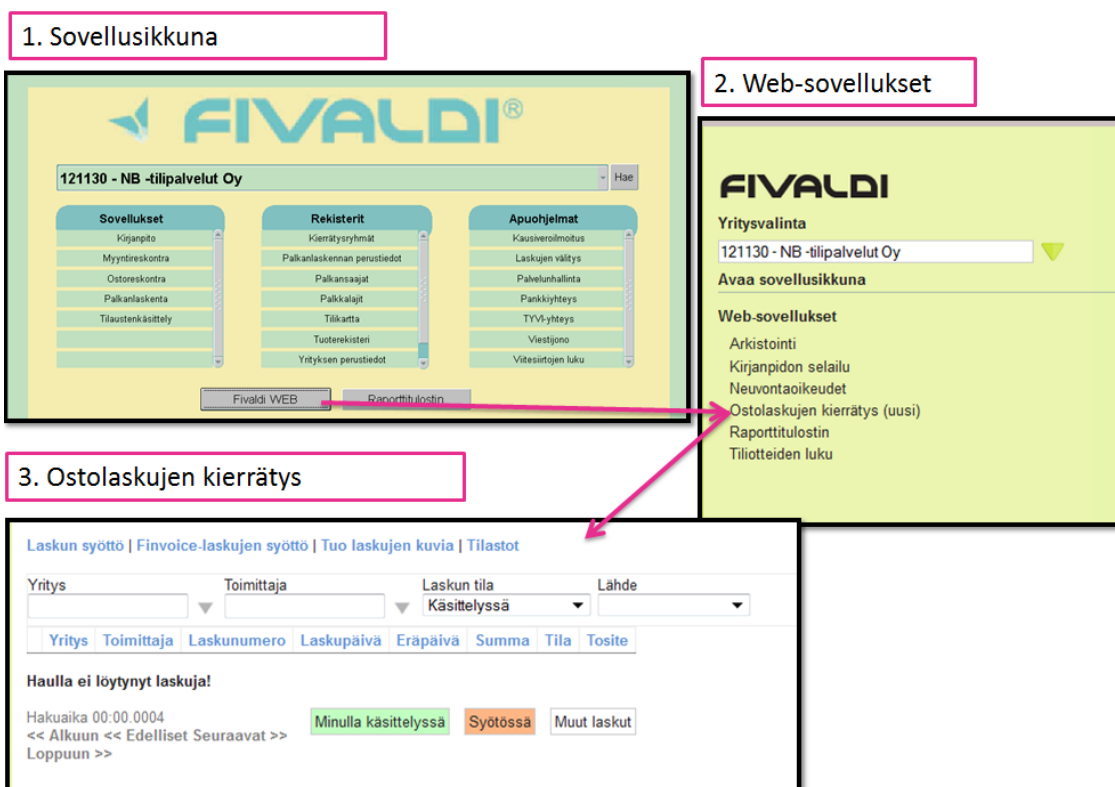 1. Sovellusikkuna
FIVALDI®
121130 - NB -tilipalvelut Oy
Hae
Sovellukset
Kirjanpito
Myyntireskontra
Ostoreskontra
Palkanlaskenta
Tilaustenkäsittely
Rekisterit
Kierrätysryhmät
Palkanlaskennan perustiedot
Palkansaajat
Palkkalajit
Tilikartta
Tuoterekisteri
Yrityksen perustiedot
Apuohjelmat
Kausiveroilmoitus
Laskujen välitys
Palvelunhallinta
Pankkiyhteys
TYVI-yhteys
Viestijono
Viitesiirtojen luku
Fivaldi WEB
Raporttitulostin
2. Web-sovellukset
FIVALDI
Yritysvalinta
121130 - NB -tilipalvelut Oy
Avaa sovellusikkuna
Web-sovellukset
Arkistointi
Kirjanpidon selailu
Neuvontaoikeudet
Ostolaskujen kierrätys (uusi)
Raporttitulostin
Tiliotteiden luku
3. Ostolaskujen kierrätys
Laskun syöttö | Finvoice-laskujen syöttö | Tuo laskujen kuvia | Tilastot
Yritys Toimittaja Laskun tila Lähde
Käsittelyssä
Yritys Toimittaja Laskunumero Laskupäivä Eräpäivä Summa Tila Tosite
Haulla ei löytynyt laskuja!
Hakuaika 00:00.0004
<< Alkuun << Edelliset Seuraavat >>
Loppuun >>
Minulla käsittelyssä Syötössä Muut laskut